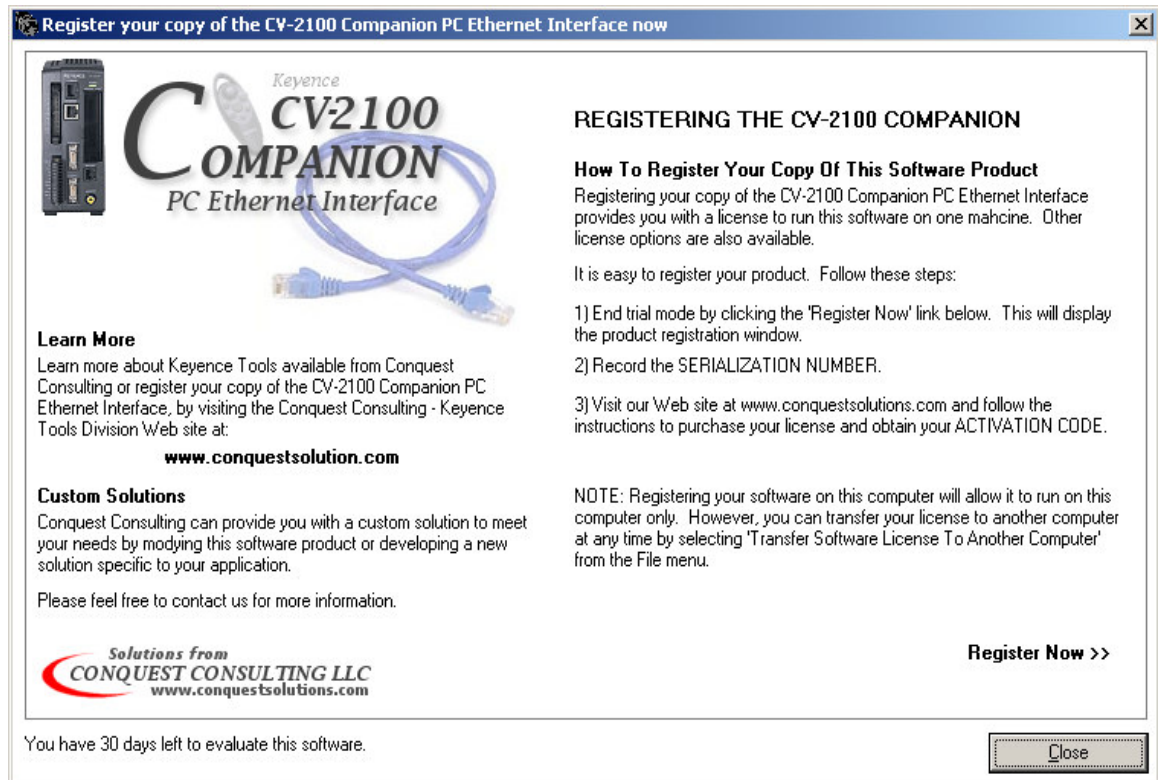 Register your copy of the CV-2100 Companion PC Ethernet Interface now
Keyence
CV-2100
COMPANION
PC Ethernet Interface
Learn More
Learn more about Keyence Tools available from Conquest
Consulting or register your copy of the CV-2100 Companion PC
Ethernet Interface, by visiting the Conquest Consulting - Keyence
Tools Division Web site at:
www.conquestsolution.com
Custom Solutions
Conquest Consulting can provide you with a custom solution to meet
your needs by modying this software product or developing a new
solution specific to your application.
Please feel free to contact us for more information.
Solutions from
CONQUEST CONSULTING LLC
www.conquestsolutions.com
REGISTERING THE CV-2100 COMPANION
How To Register Your Copy Of This Software Product
Registering your copy of the CV-2100 Companion PC Ethernet Interface
provides you with a license to run this software on one mahcine. Other
license options are also available.
It is easy to register your product. Follow these steps:
1) End trial mode by clicking the 'Register Now' link below. This will display
the product registration window.
2) Record the SERIALIZATION NUMBER.
3) Visit our Web site at www.conquestsolutions.com and follow the
instructions to purchase your license and obtain your ACTIVATION CODE.
NOTE: Registering your software on this computer will allow it to run on this
computer only. However, you can transfer your license to another computer
at any time by selecting 'Transfer Software License To Another Computer'
from the File menu.
Register Now >>
You have 30 days left to evaluate this software.
Close